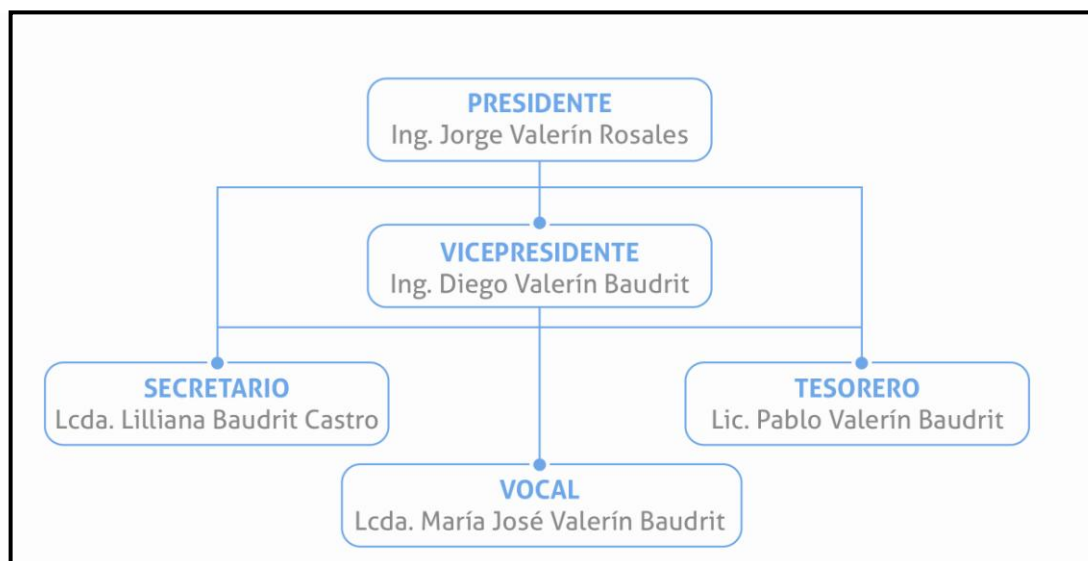 PRESIDENTE
Ing. Jorge Valerín Rosales
VICEPRESIDENTE
Ing. Diego Valerín Baudrit
SECRETARIO
Lcda. Lilliana Baudrit Castro
TESORERO
Lic. Pablo Valerín Baudrit
VOCAL
Lcda. María José Valerín Baudrit